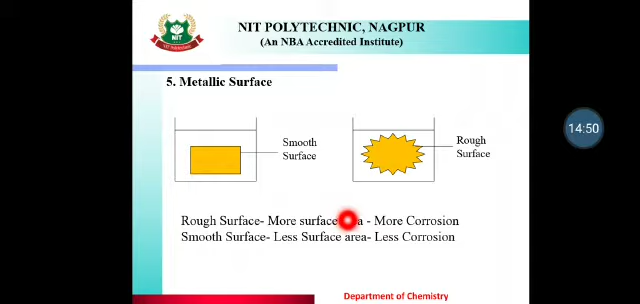 NIT POLYTECHNIC, NAGPUR
(An NBA Accredited Institute)
NIT
5. Metallic Surface
Smooth
Surface
Rough
Surface
14:50
Rough Surface- More surface a - More Corrosion
Smooth Surface- Less Surface area- Less Corrosion
Department of Chemistry